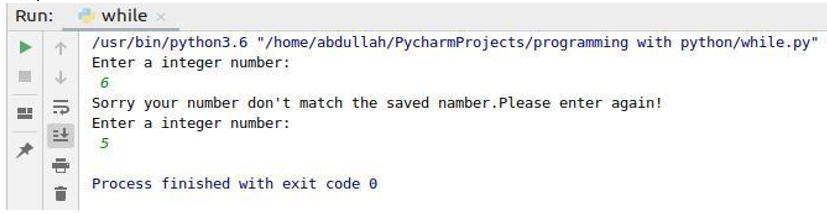 Run: while
/usr/bin/python3.6 "/home/abdullah/PycharmProjects/programming with python/while.py"
Enter a integer number:
6
Sorry your number don't match the saved namber.Please enter again!
Enter a integer number:
5
Process finished with exit code 0